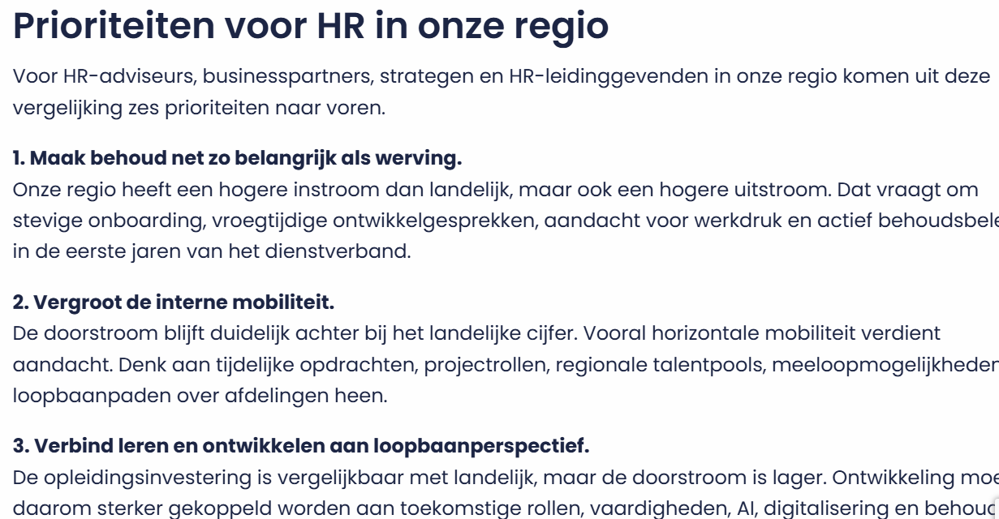 Prioriteiten voor HR in onze regio
Voor HR-adviseurs, businesspartners, strategen en HR-leidinggevenden in onze regio komen uit deze
vergelijking zes prioriteiten naar voren.
1. Maak behoud net zo belangrijk als werving.
Onze regio heeft een hogere instroom dan landelijk, maar ook een hogere uitstroom. Dat vraagt om
stevige onboarding, vroegtijdige ontwikkelgesprekken, aandacht voor werkdruk en actief
in de eerste jaren van het dienstverband.
2. Vergroot de interne mobiliteit.
De doorstroom blijft duidelijk achter bij het landelijke cijfer. Vooral horizontale mobiliteit verdient
aandacht. Denk aan tijdelijke opdrachten, projectrollen, regionale talentpools, meeloopmogelijkheden
loopbaanpaden over afdelingen heen.
3. Verbind leren en ontwikkelen aan loopbaanperspectief.
De opleidingsinvestering is vergelijkbaar met landelijk, maar de doorstroom is lager. Ontwikkeling
daarom sterker gekoppeld worden aan toekomstige rollen, vaardigheden, AI, digitalisering en